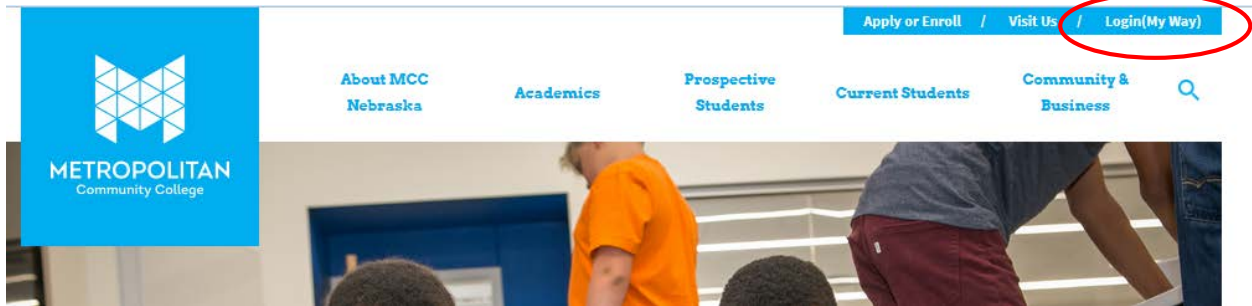 Apply or Enroll / Visit Us / Login(My Way)
METROPOLITAN
Community College
About MCC
Nebraska
Academics
Prospective
Students
Current Students
Community &
Business